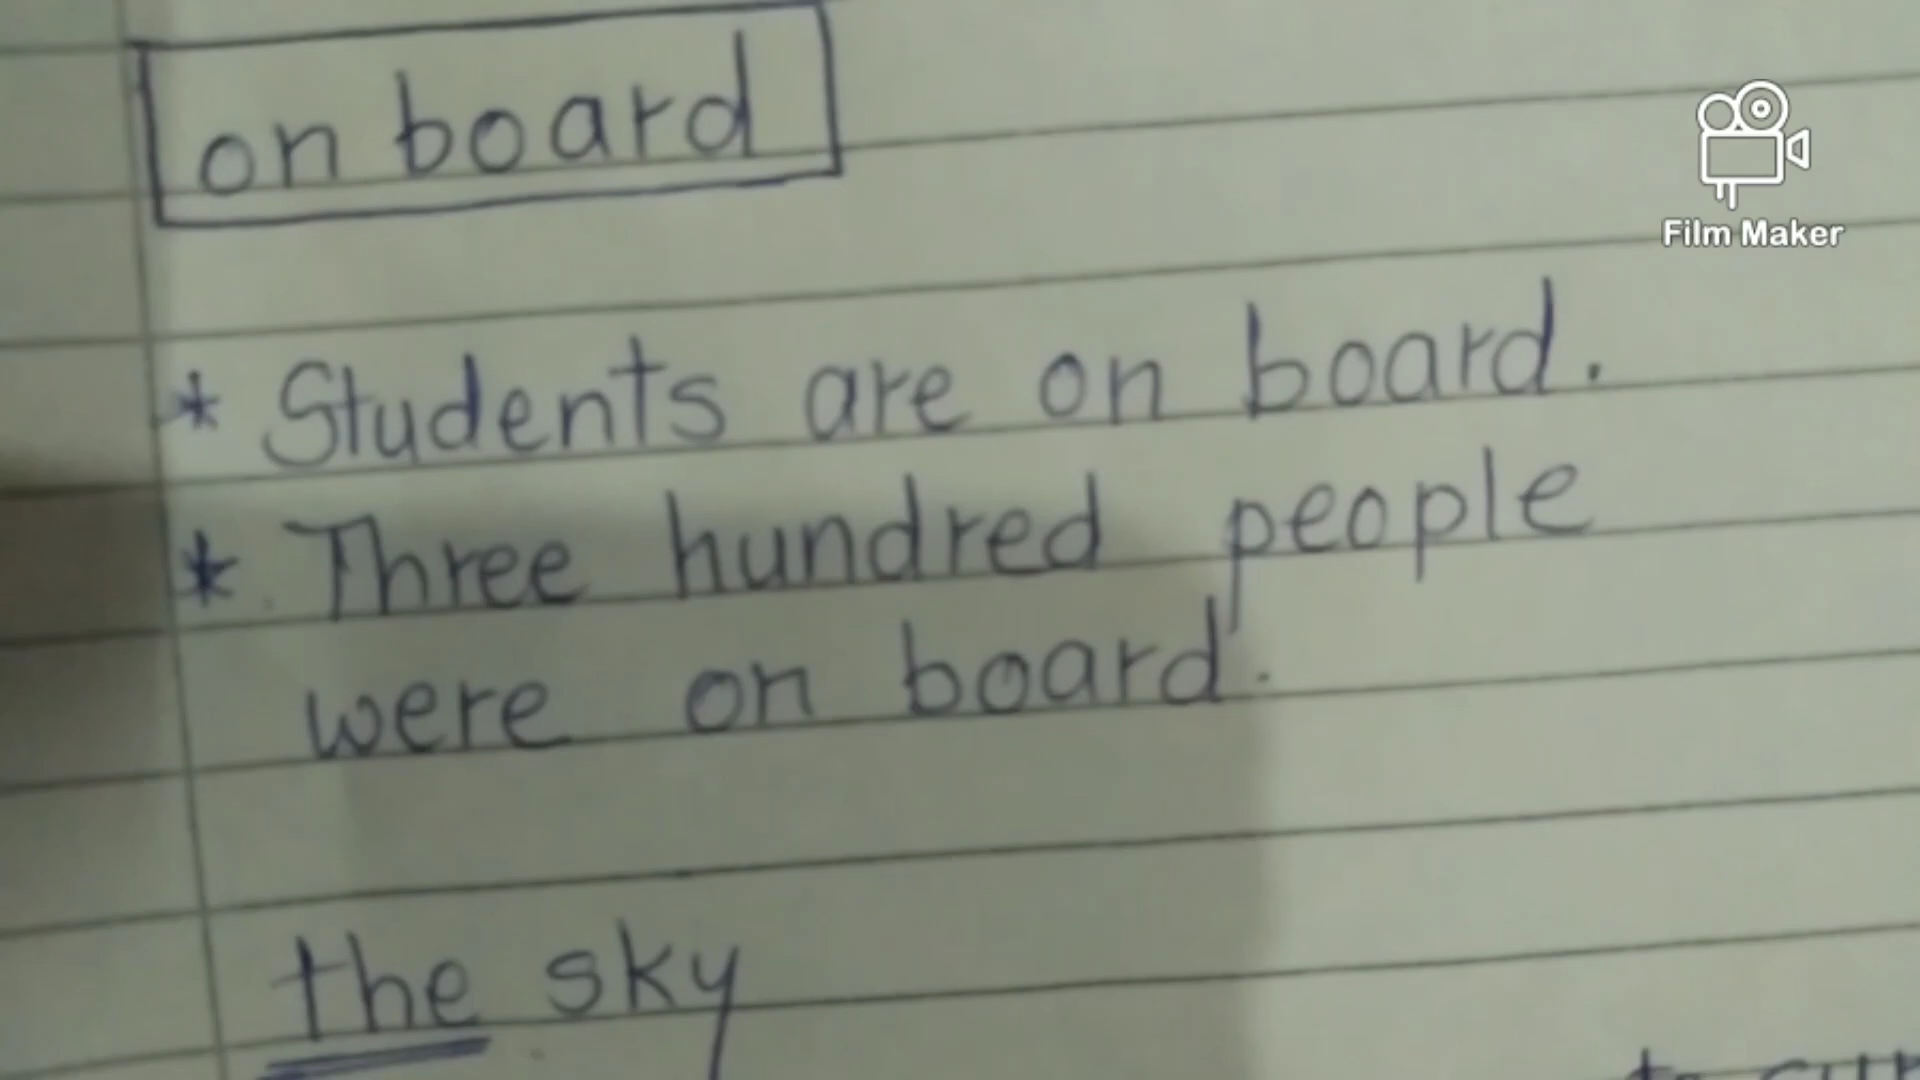 on board
Film Maker
* Students are on board.
* Three hundred people
were on board.
the sky